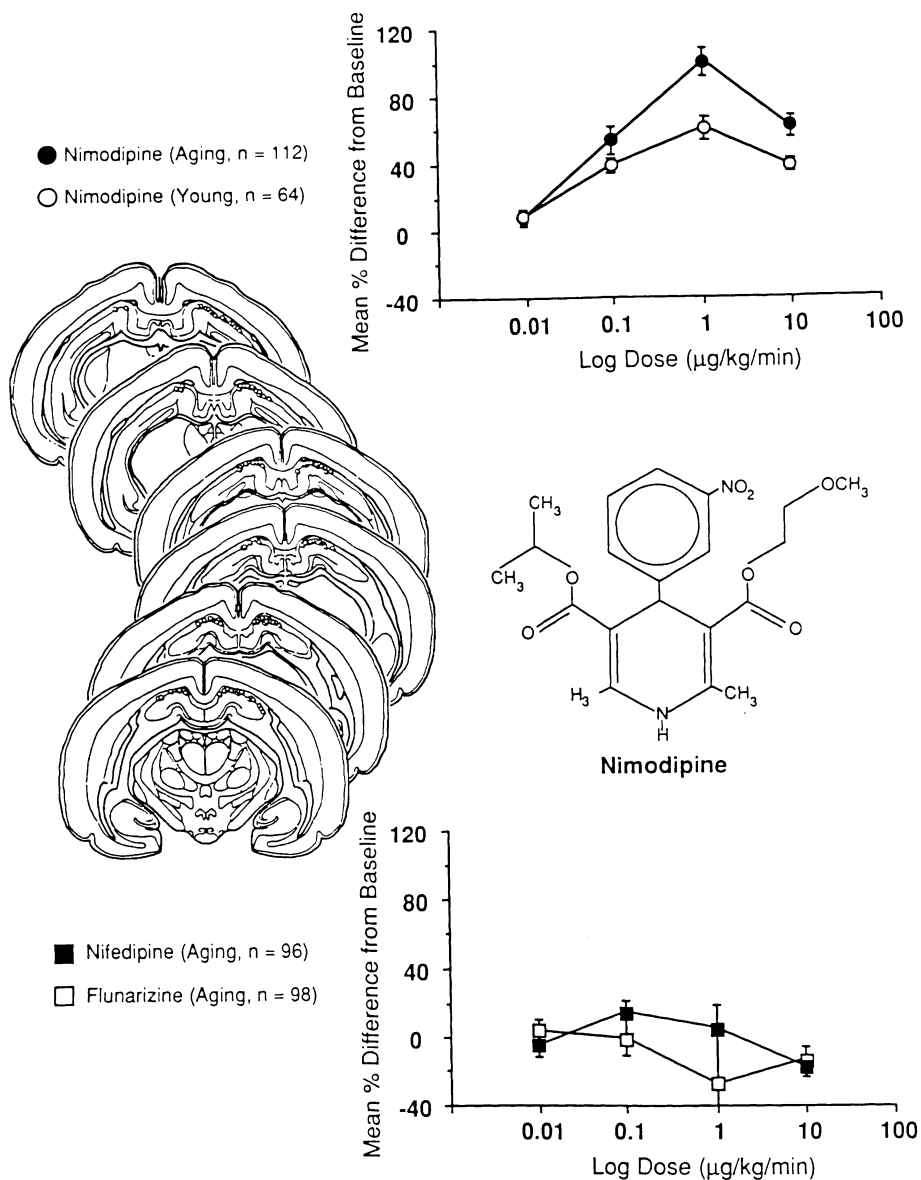 120
80
40
0
-40
Mean % Difference from Baseline
0.01 0.1 1 10 100
Log Dose (μg/kg/min)
Nimodipine (Aging, n = 112)
Nimodipine (Young, n = 64)
CH₃
CH₃
O
O
NO₂
OCH₃
O
O
H₃
CH₃
N
H
Nimodipine
120
80
40
0
-40
Mean % Difference from Baseline
0.01 0.1 1 10 100
Log Dose (μg/kg/min)
Nifedipine (Aging, n = 96)
Flunarizine (Aging, n = 98)